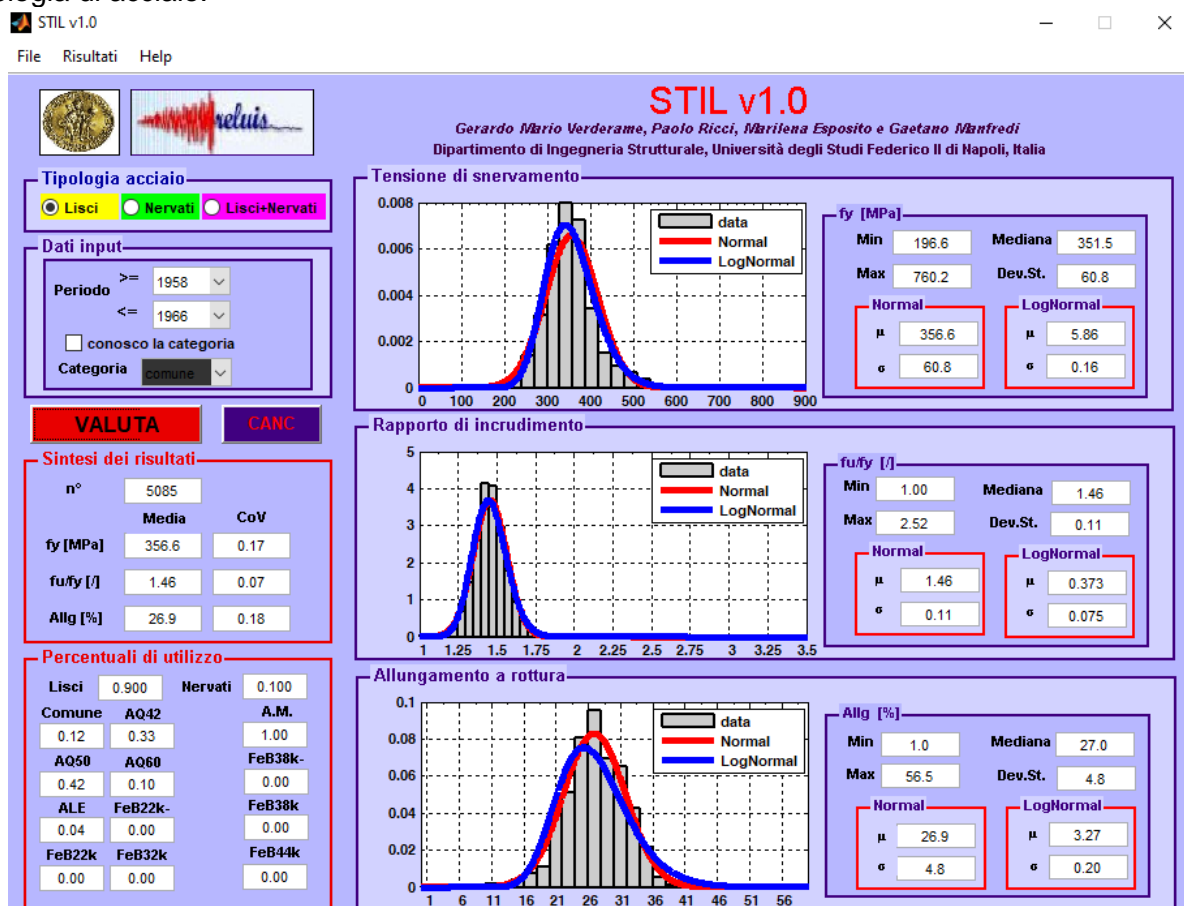 ologia di acciaio.
STIL v1.0
File Risultati Help
reluis
STIL v1.0
Gerardo Mario Verderame, Paolo Ricci, Marilena Esposito e Gaetano Manfredi
Dipartimento di Ingegneria Strutturale, Università degli Studi Federico II di Napoli, Italia
Tipologia acciaio
Lisci Nervati Lisci+Nervati
Dati input
Periodo >= 1958
<= 1966
conosco la categoria
Categoria comune
VALUTA CANC
Sintesi dei risultati
n° 5085
Media CoV
fy [MPa] 356.6 0.17
fu/fy [/] 1.46 0.07
Allg [%] 26.9 0.18
Percentuali di utilizzo
Lisci 0.900 Nervati 0.100
Comune AQ42 A.M.
0.12 0.33 1.00
AQ50 AQ60 FeB38k-
0.42 0.10 0.00
ALE FeB22k- FeB38k
0.04 0.00 0.00
FeB22k FeB32k FeB44k
0.00 0.00 0.00
Tensione di snervamento
0.008
0.006
0.004
0.002
0
0 100 200 300 400 500 600 700 800 900
data
Normal
LogNormal
fy [MPa]
Min 196.6 Mediana 351.5
Max 760.2 Dev.St. 60.8
Normal LogNormal
μ 356.6 μ 5.86
σ 60.8 σ 0.16
Rapporto di incrudimento
5
4
3
2
1
0
1 1.25 1.5 1.75 2 2.25 2.5 2.75 3 3.25 3.5
data
Normal
LogNormal
fu/fy [/]
Min 1.00 Mediana 1.46
Max 2.52 Dev.St. 0.11
Normal LogNormal
μ 1.46 μ 0.373
σ 0.11 σ 0.075
Allungamento a rottura
0.1
0.08
0.06
0.04
0.02
0
1 6 11 16 21 26 31 36 41 46 51 56
data
Normal
LogNormal
Allg [%]
Min 1.0 Mediana 27.0
Max 56.5 Dev.St. 4.8
Normal LogNormal
μ 26.9 μ 3.27
σ 4.8 σ 0.20